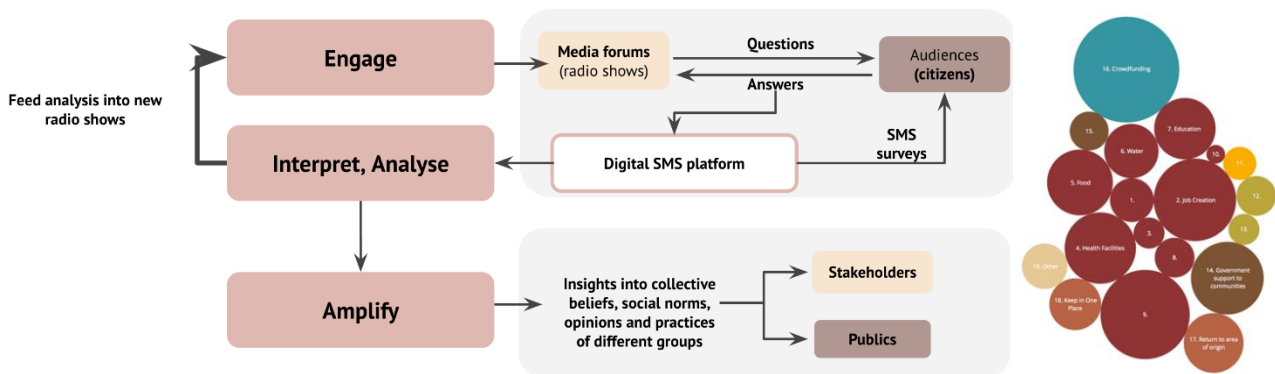 Engage
Media forums
(radio shows)
Questions
Answers
Audiences
(citizens)
Feed analysis into new
radio shows
Interpret, Analyse
Digital SMS platform
SMS
surveys
Amplify
Insights into collective
beliefs, social norms,
opinions and practices
of different groups
Stakeholders
Publics
16. Crowdfunding
15.
7. Education
6. Water
10.
11.
5. Food
1.
2. Job Creation
12.
3.
13.
4. Health Facilities
8.
19. Other
14. Government
support to
communities
18. Keep in One
Place
9.
17. Return to area
of origin